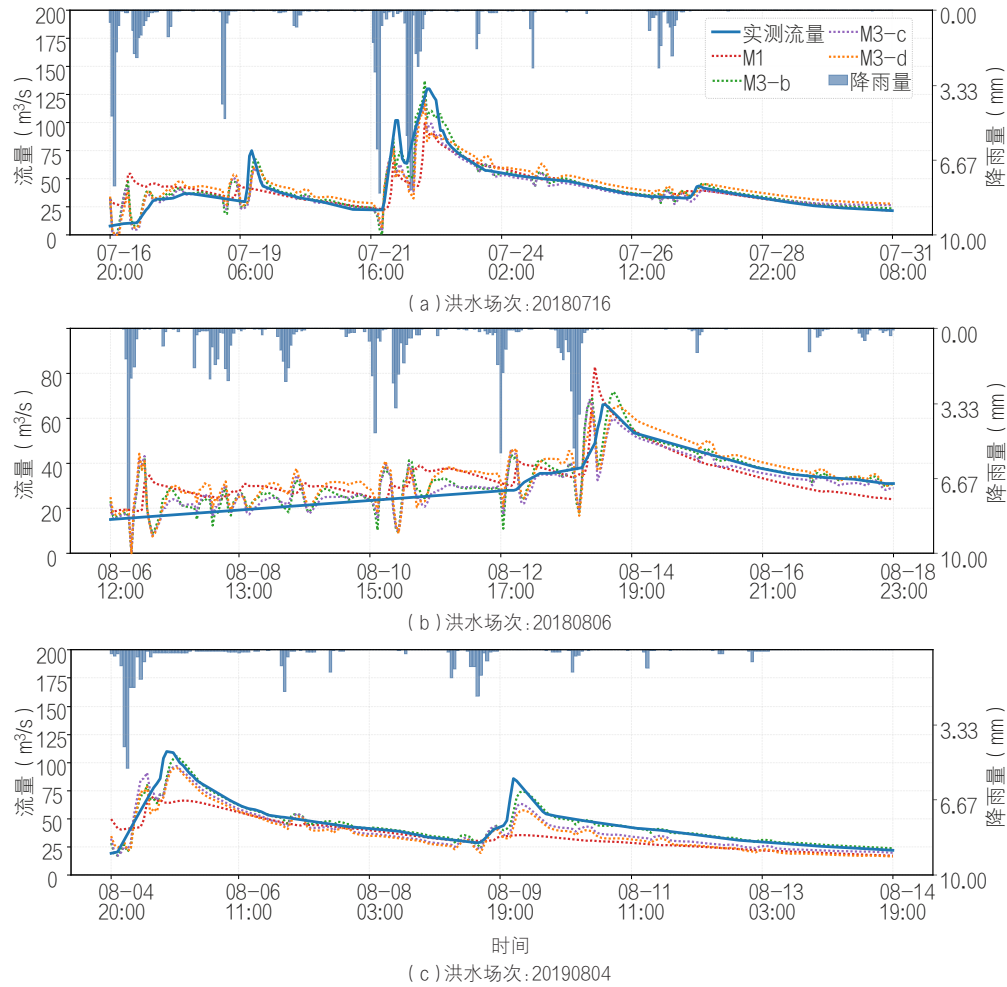 200 175 150 125 100 75 50 25 0
流量 ( m³/s )
实测流量 M3-c
M1 M3-d
M3-b 降雨量
0.00 3.33 6.67 10.00
降雨量 ( mm )
07-16 07-19 07-21 07-24 07-26 07-28 07-31
20:00 06:00 16:00 02:00 12:00 22:00 08:00
( a ) 洪水场次:20180716
80 60 40 20 0
流量 ( m³/s )
0.00 3.33 6.67 10.00
降雨量 ( mm )
08-06 08-08 08-10 08-12 08-14 08-16 08-18
12:00 13:00 15:00 17:00 19:00 21:00 23:00
( b ) 洪水场次:20180806
200 175 150 125 100 75 50 25 0
流量 ( m³/s )
3.33 6.67 10.00
降雨量 ( mm )
08-04 08-06 08-08 08-09 08-11 08-13 08-14
20:00 11:00 03:00 19:00 11:00 03:00 19:00
时间
( c ) 洪水场次:20190804